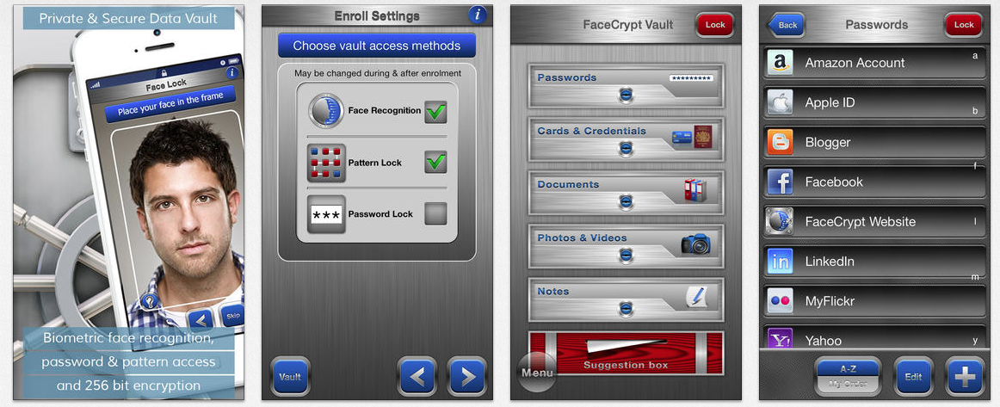 Private & Secure Data Vault
Face Lock
i
Place your face in the frame
?
Skip
Biometric face recognition,
password & pattern access
and 256 bit encryption
Enroll Settings
i
Choose vault access methods
May be changed during & after enrolment
Face Recognition
Pattern Lock
***
Password Lock
Vault
FaceCrypt Vault
Lock
Passwords
*********
Cards & Credentials
Documents
Photos & Videos
Notes
Suggestion box
Menu
Back
Passwords
Lock
a
Amazon Account
a
Apple ID
b
Blogger
f
f
Facebook
FaceCrypt Website
l
in
LinkedIn
m
MyFlickr
Y!
Yahoo
y
A-Z
My Order
Edit